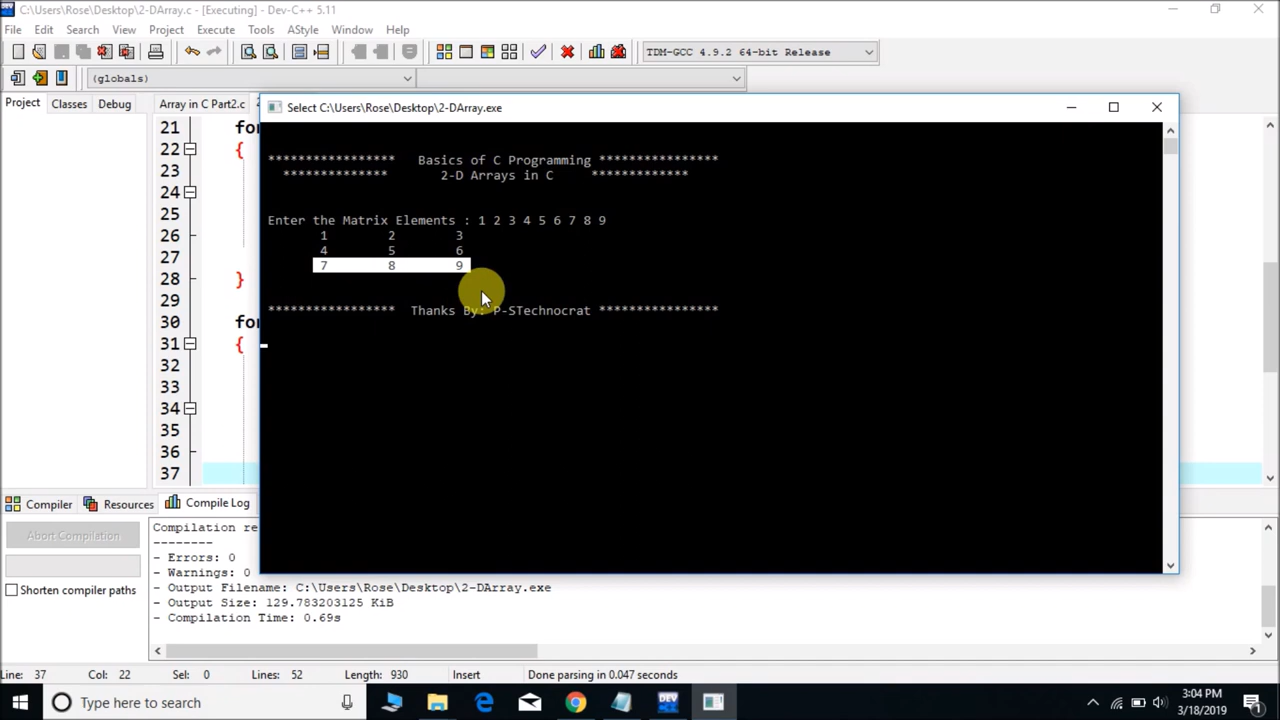 C:\Users\Rose\Desktop\2-DArray.c - [Executing] - Dev-C++ 5.11
File Edit Search View Project Execute Tools AStyle Window Help
TDM-GCC 4.9.2 64-bit Release
(globals)
Project Classes Debug Array in C Part2.c
Select C:\Users\Rose\Desktop\2-DArray.exe
21 for
22 {
23
24
25
26
27
28 }
29
30 for
31 {
32
33
34
35
36
37
***************** Basics of C Programming ****************
************** 2-D Arrays in C *************
Enter the Matrix Elements : 1 2 3 4 5 6 7 8 9
1 2 3
4 5 6
7 8 9
***************** Thanks By: P-STechnocrat ****************
Compiler Resources Compile Log
Abort Compilation
Shorten compiler paths
Compilation re
--------
- Errors: 0
- Warnings: 0
- Output Filename: C:\Users\Rose\Desktop\2-DArray.exe
- Output Size: 129.783203125 KiB
- Compilation Time: 0.69s
Line: 37 Col: 22 Sel: 0 Lines: 52 Length: 930 Insert Done parsing in 0.047 seconds
Type here to search
DEV
3:04 PM
3/18/2019
1